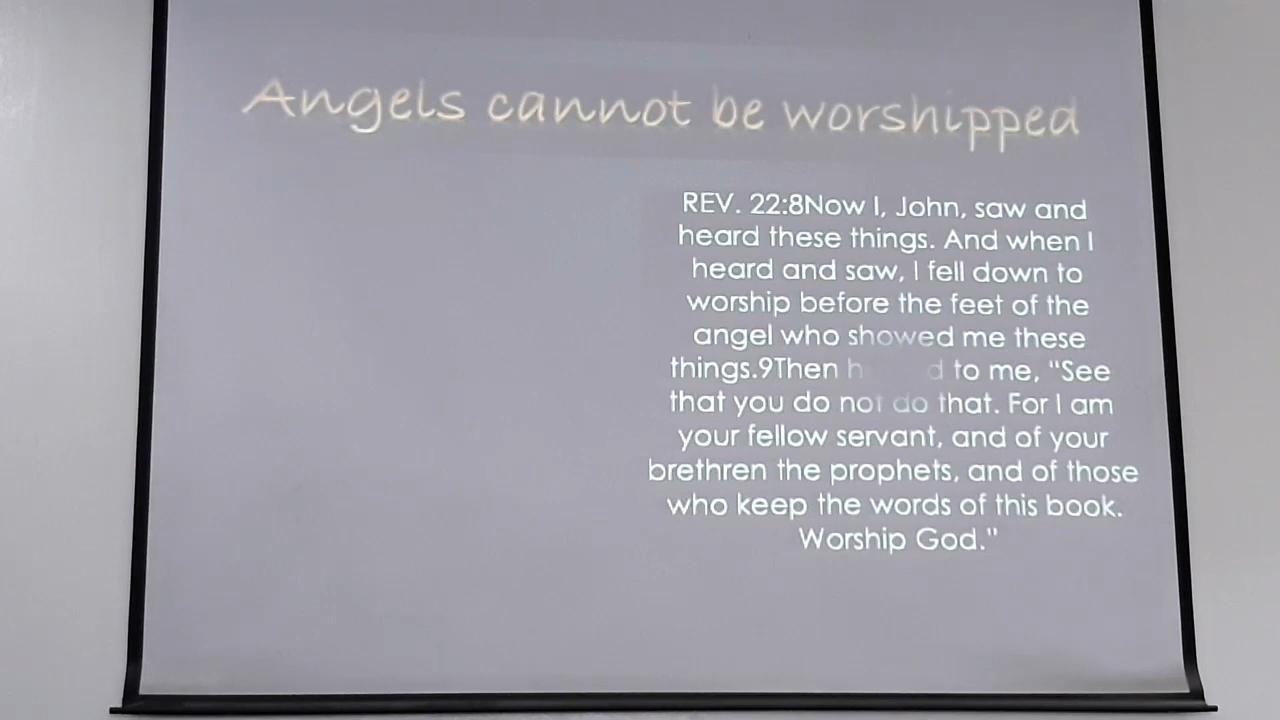 Angels cannot be worshipped
REV. 22:8Now I, John, saw and
heard these things. And when I
heard and saw, I fell down to
worship before the feet of the
angel who showed me these
things.9Then to me, "See
that you do not do that. For I am
your fellow servant, and of your
brethren the prophets, and of those
who keep the words of this book.
Worship God."